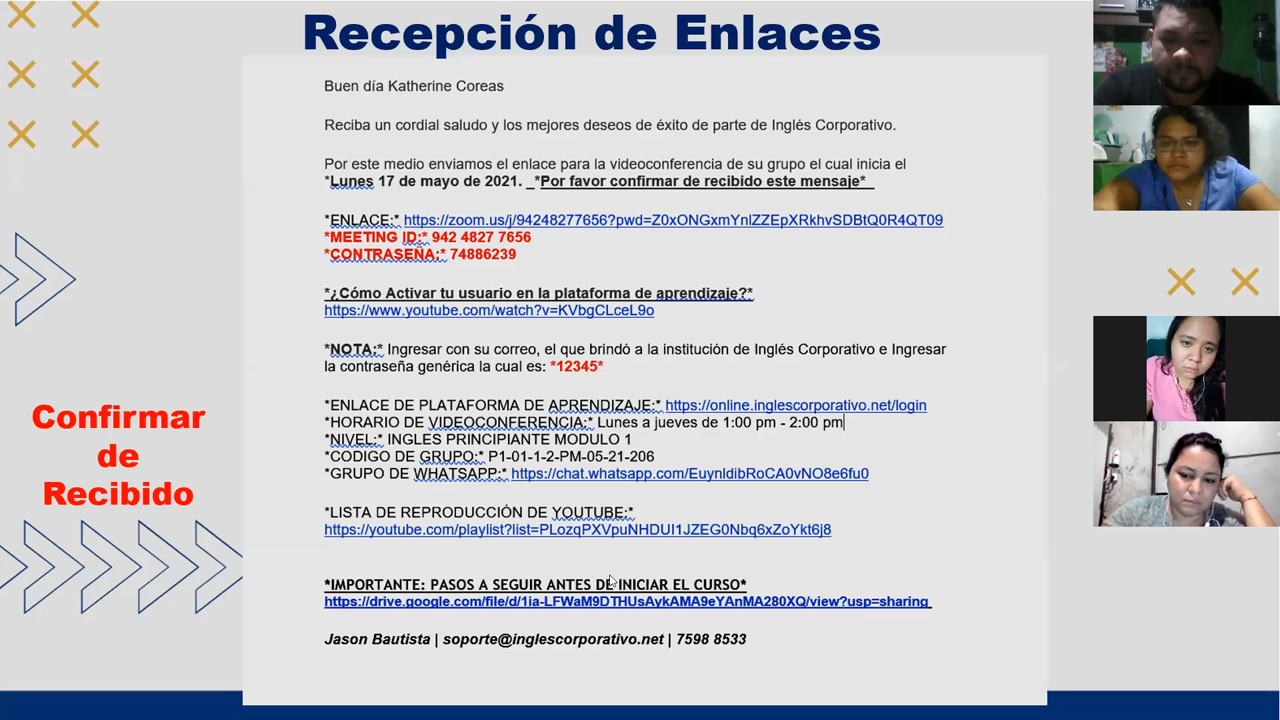 Recepción de Enlaces
Buen día Katherine Coreas
Reciba un cordial saludo y los mejores deseos de éxito de parte de Inglés Corporativo.
Por este medio enviamos el enlace para la videoconferencia de su grupo el cual inicia el
*Lunes 17 de mayo de 2021. _*Por favor confirmar de recibido este mensaje*_
*ENLACE:* https://zoom.us/j/94248277656?pwd=Z0xONGxmYnlZZEpXRkhvSDBtQ0R4QT09
*MEETING ID:* 942 4827 7656
*CONTRASEÑA:* 74886239
*¿Cómo Activar tu usuario en la plataforma de aprendizaje?*
https://www.youtube.com/watch?v=KVbgCLceL9o
*NOTA:* Ingresar con su correo, el que brindó a la institución de Inglés Corporativo e Ingresar
la contraseña genérica la cual es: *12345*
*ENLACE DE PLATAFORMA DE APRENDIZAJE:* https://online.inglescorporativo.net/login
*HORARIO DE VIDEOCONFERENCIA:* Lunes a jueves de 1:00 pm - 2:00 pm
*NIVEL:* INGLES PRINCIPIANTE MODULO 1
*CODIGO DE GRUPO:* P1-01-1-2-PM-05-21-206
*GRUPO DE WHATSAPP:* https://chat.whatsapp.com/EuynldibRoCA0vNO8e6fu0
*LISTA DE REPRODUCCIÓN DE YOUTUBE:*
https://youtube.com/playlist?list=PLozqPXVpuNHDUI1JZEG0Nbq6xZoYkt6j8
*IMPORTANTE: PASOS A SEGUIR ANTES DE INICIAR EL CURSO*
https://drive.google.com/file/d/1ia-LFWaM9DTHUsAykAMA9eYAnMA280XQ/view?usp=sharing
Jason Bautista | soporte@inglescorporativo.net | 7598 8533
Confirmar
de
Recibido